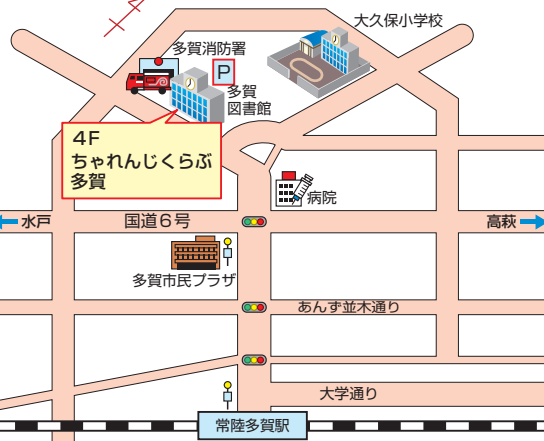 大久保小学校
多賀消防署
P
多賀
図書館
4F
ちゃれんじくらぶ
多賀
病院
水戸
国道6号
高萩
多賀市民プラザ
あんず並木通り
大学通り
常陸多賀駅